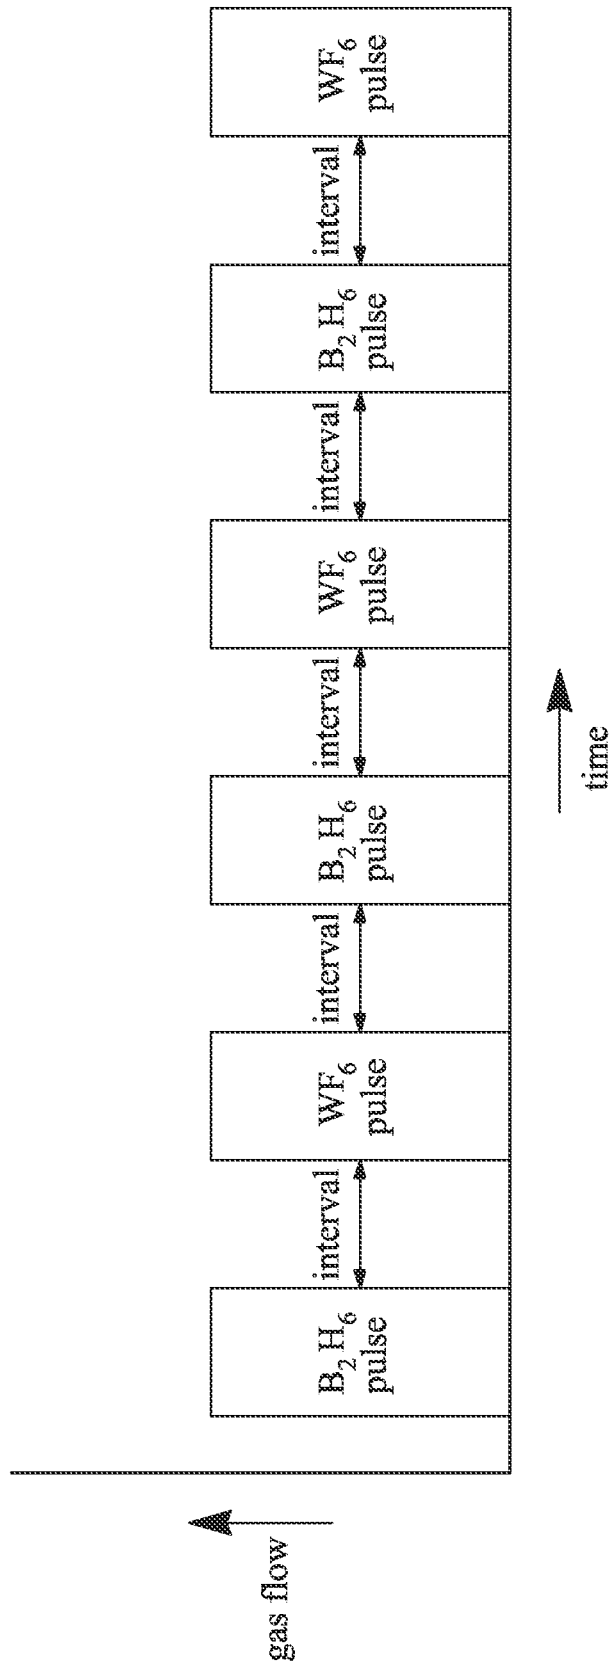 gas flow
B₂H₆
pulse
interval
WF₆
pulse
interval
B₂H₆
pulse
interval
WF₆
pulse
interval
B₂H₆
pulse
interval
WF₆
pulse
time